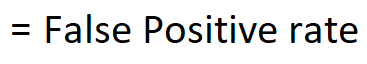 = False Positive rate